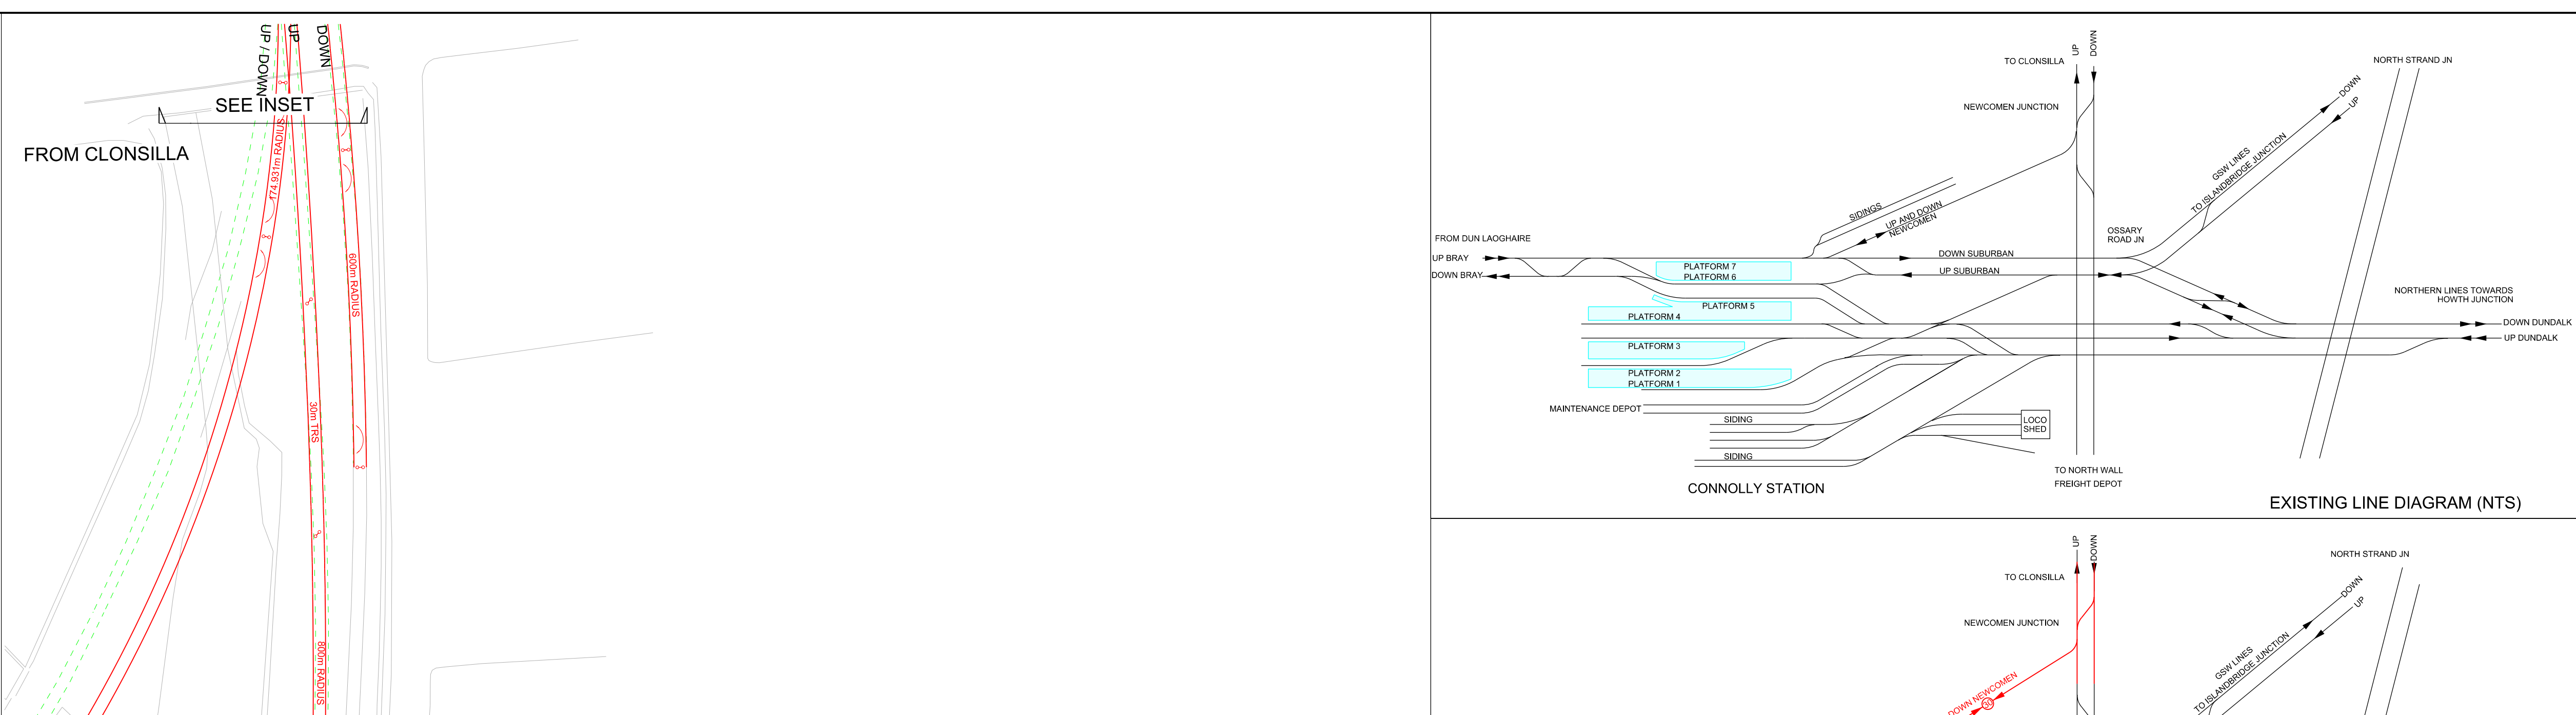 UP / DOWN
UP
DOWN
SEE INSET
FROM CLONSILLA
174.931m RADIUS
600m RADIUS
30m TRS
800m RADIUS
UP
DOWN
TO CLONSILLA
NORTH STRAND JN
NEWCOMEN JUNCTION
DOWN
UP
GSW LINES
TO ISLANDBRIDGE JUNCTION
SIDINGS
UP AND DOWN
NEWCOMEN
OSSARY
ROAD JN
FROM DUN LAOGHAIRE
UP BRAY
DOWN BRAY
DOWN SUBURBAN
UP SUBURBAN
PLATFORM 7
PLATFORM 6
PLATFORM 5
PLATFORM 4
PLATFORM 3
PLATFORM 2
PLATFORM 1
NORTHERN LINES TOWARDS
HOWTH JUNCTION
DOWN DUNDALK
UP DUNDALK
MAINTENANCE DEPOT
SIDING
LOCO
SHED
SIDING
TO NORTH WALL
FREIGHT DEPOT
CONNOLLY STATION
EXISTING LINE DIAGRAM (NTS)
UP
DOWN
NORTH STRAND JN
TO CLONSILLA
DOWN
UP
NEWCOMEN JUNCTION
GSW LINES
TO ISLANDBRIDGE JUNCTION
DOWN NEWCOMEN
30